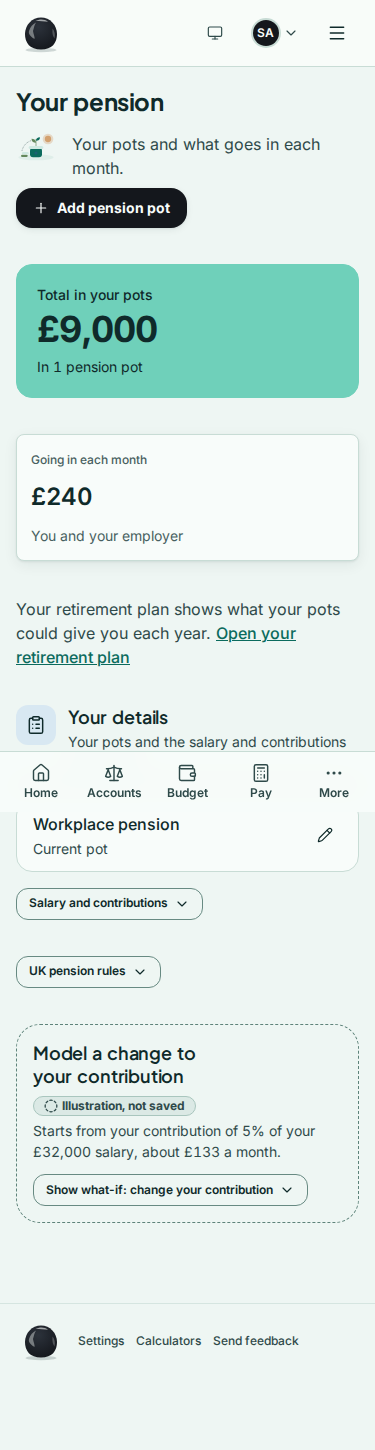 SA
Your pension
Your pots and what goes in each
month.
Add pension pot
Total in your pots
£9,000
In 1 pension pot
Going in each month
£240
You and your employer
Your retirement plan shows what your pots
could give you each year. Open your
retirement plan
Your details
Your pots and the salary and contributions
Home
Accounts
Budget
Pay
More
Workplace pension
Current pot
Salary and contributions
UK pension rules
Model a change to
your contribution
Illustration, not saved
Starts from your contribution of 5% of your
£32,000 salary, about £133 a month.
Show what-if: change your contribution
Settings
Calculators
Send feedback